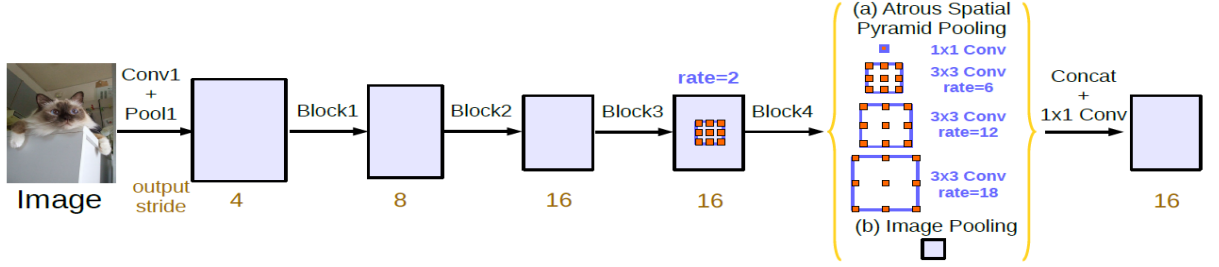 Image
Conv1
+
Pool1
output
stride
4
Block1
8
Block2
16
Block3
rate=2
16
Block4
(a) Atrous Spatial
Pyramid Pooling
1x1 Conv
3x3 Conv
rate=6
3x3 Conv
rate=12
3x3 Conv
rate=18
(b) Image Pooling
Concat
+
1x1 Conv
16